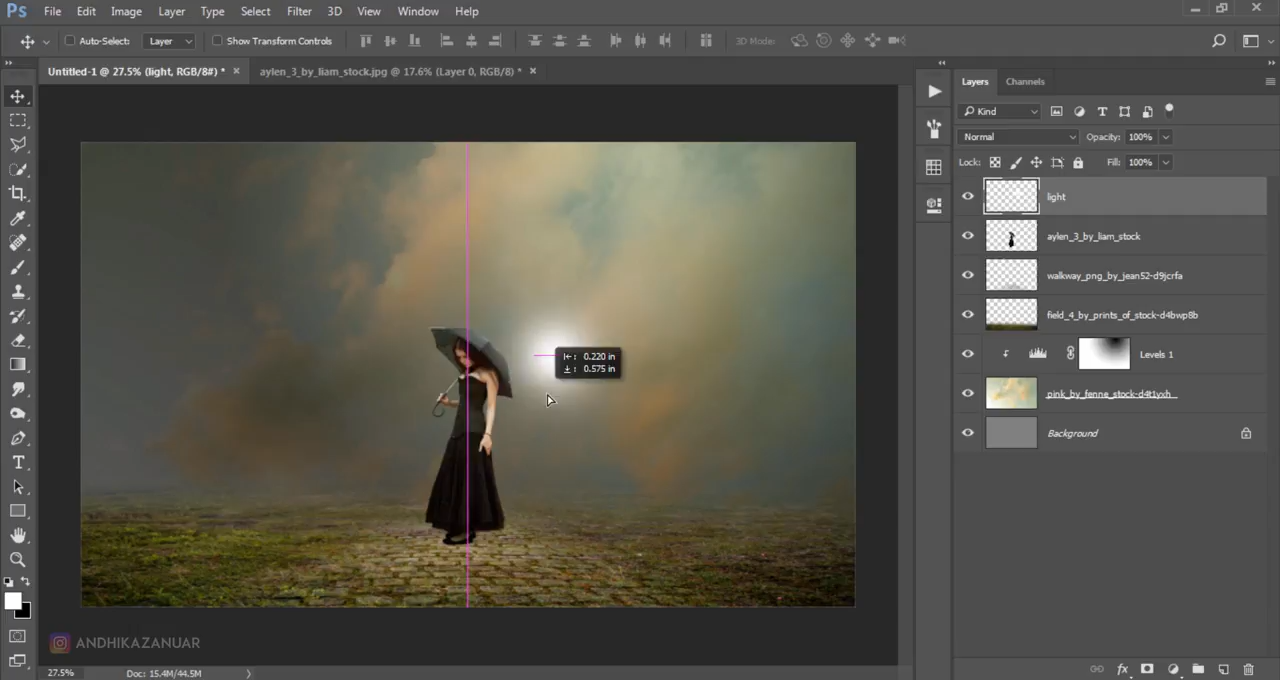 Ps File Edit Image Layer Type Select Filter 3D View Window Help
Auto-Select: Layer Show Transform Controls 3D Mode:
Untitled-1 @ 27.5% (light, RGB/8#) * × aylen_3_by_liam_stock.jpg @ 17.6% (Layer 0, RGB/8) * ×
Layers Channels
Kind
Normal Opacity: 100%
Lock: Fill: 100%
light
aylen_3_by_liam_stock
walkway_png_by_jean52-d9jcrfa
field_4_by_prints_of_stock-d4bwp8b
Levels 1
pink_by_fenne_stock-d4t1yxh
Background
0.220 in
0.575 in
ANDHIKAZANUAR
27.5% Doc: 15.4M/44.5M